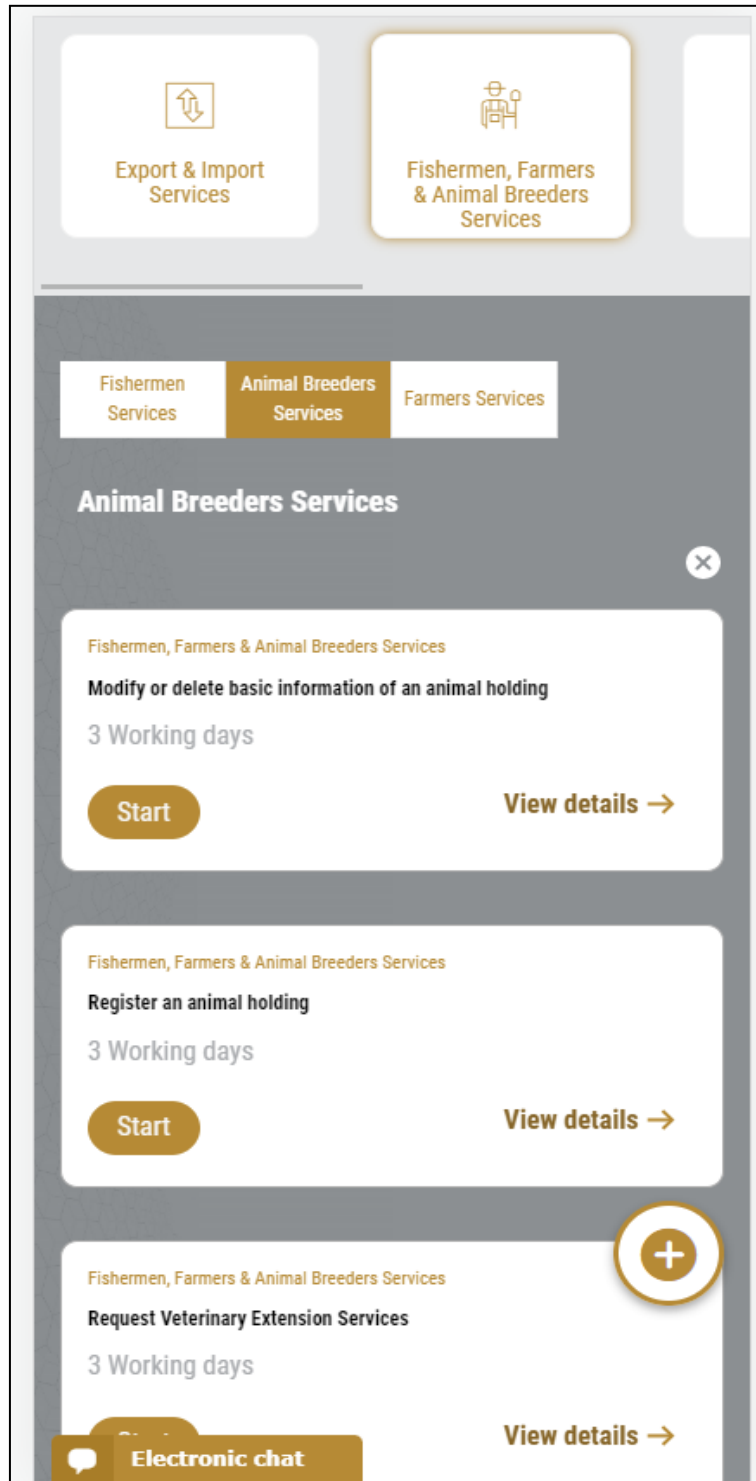 Export & Import
Services
Fishermen, Farmers
& Animal Breeders
Services
Fishermen
Services
Animal Breeders
Services
Farmers Services
Animal Breeders Services
Fishermen, Farmers & Animal Breeders Services
Modify or delete basic information of an animal holding
3 Working days
Start
View details →
Fishermen, Farmers & Animal Breeders Services
Register an animal holding
3 Working days
Start
View details →
Fishermen, Farmers & Animal Breeders Services
Request Veterinary Extension Services
3 Working days
View details →
Electronic chat